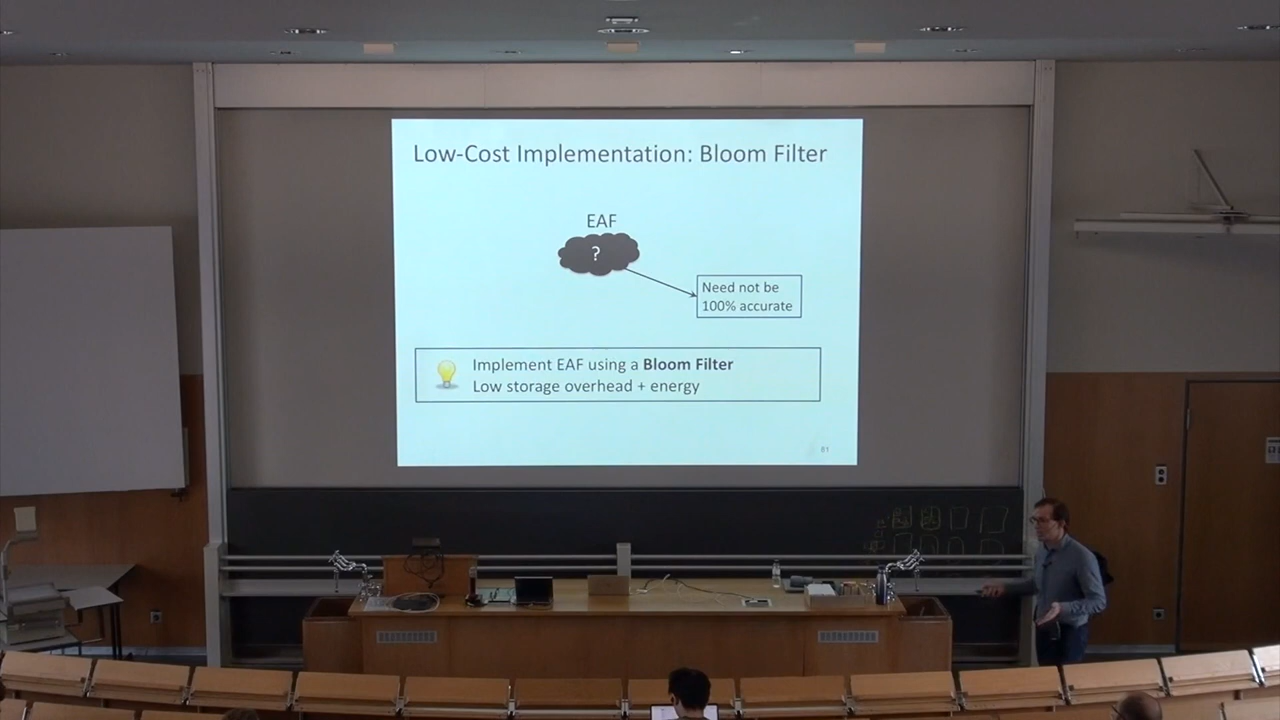 Low-Cost Implementation: Bloom Filter
EAF
?
Need not be
100% accurate
Implement EAF using a Bloom Filter
Low storage overhead + energy
81